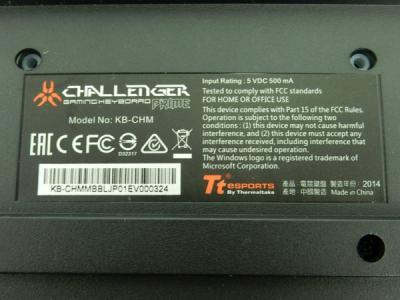 CHALLENGER
GAMING KEYBOARD PRIME
Model No: KB-CHM
EAC FC CE
D33317
KB-CHMMBBLJP01EV000324
Input Rating : 5 VDC 500 mA
Tested to comply with FCC standards
FOR HOME OR OFFICE USE
This device complies with Part 15 of the FCC Rules.
Operation is subject to the following two
conditions : (1) this device may not cause harmful
interference, and (2) this device must accept any
interference received, including interference that
may cause undesired operation.
The Windows logo is a registered trademark of
Microsoft Corporation.
Tt eSPORTS
By Thermaltake
產品 : 電競鍵盤 製造年份 : 2014
產地 : 中國製造 Made in China